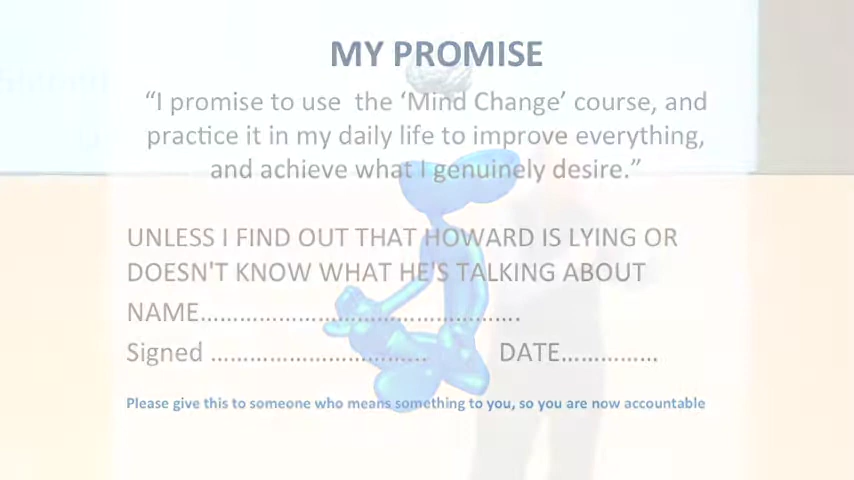 MY PROMISE
“I promise to use the ‘Mind Change’ course, and
practice it in my daily life to improve everything,
and achieve what I genuinely desire.”
UNLESS I FIND OUT THAT HOWARD IS LYING OR
DOESN'T KNOW WHAT HE'S TALKING ABOUT
NAME……………………………………..
Signed ……………………………. DATE……………
Please give this to someone who means something to you, so you are now accountable